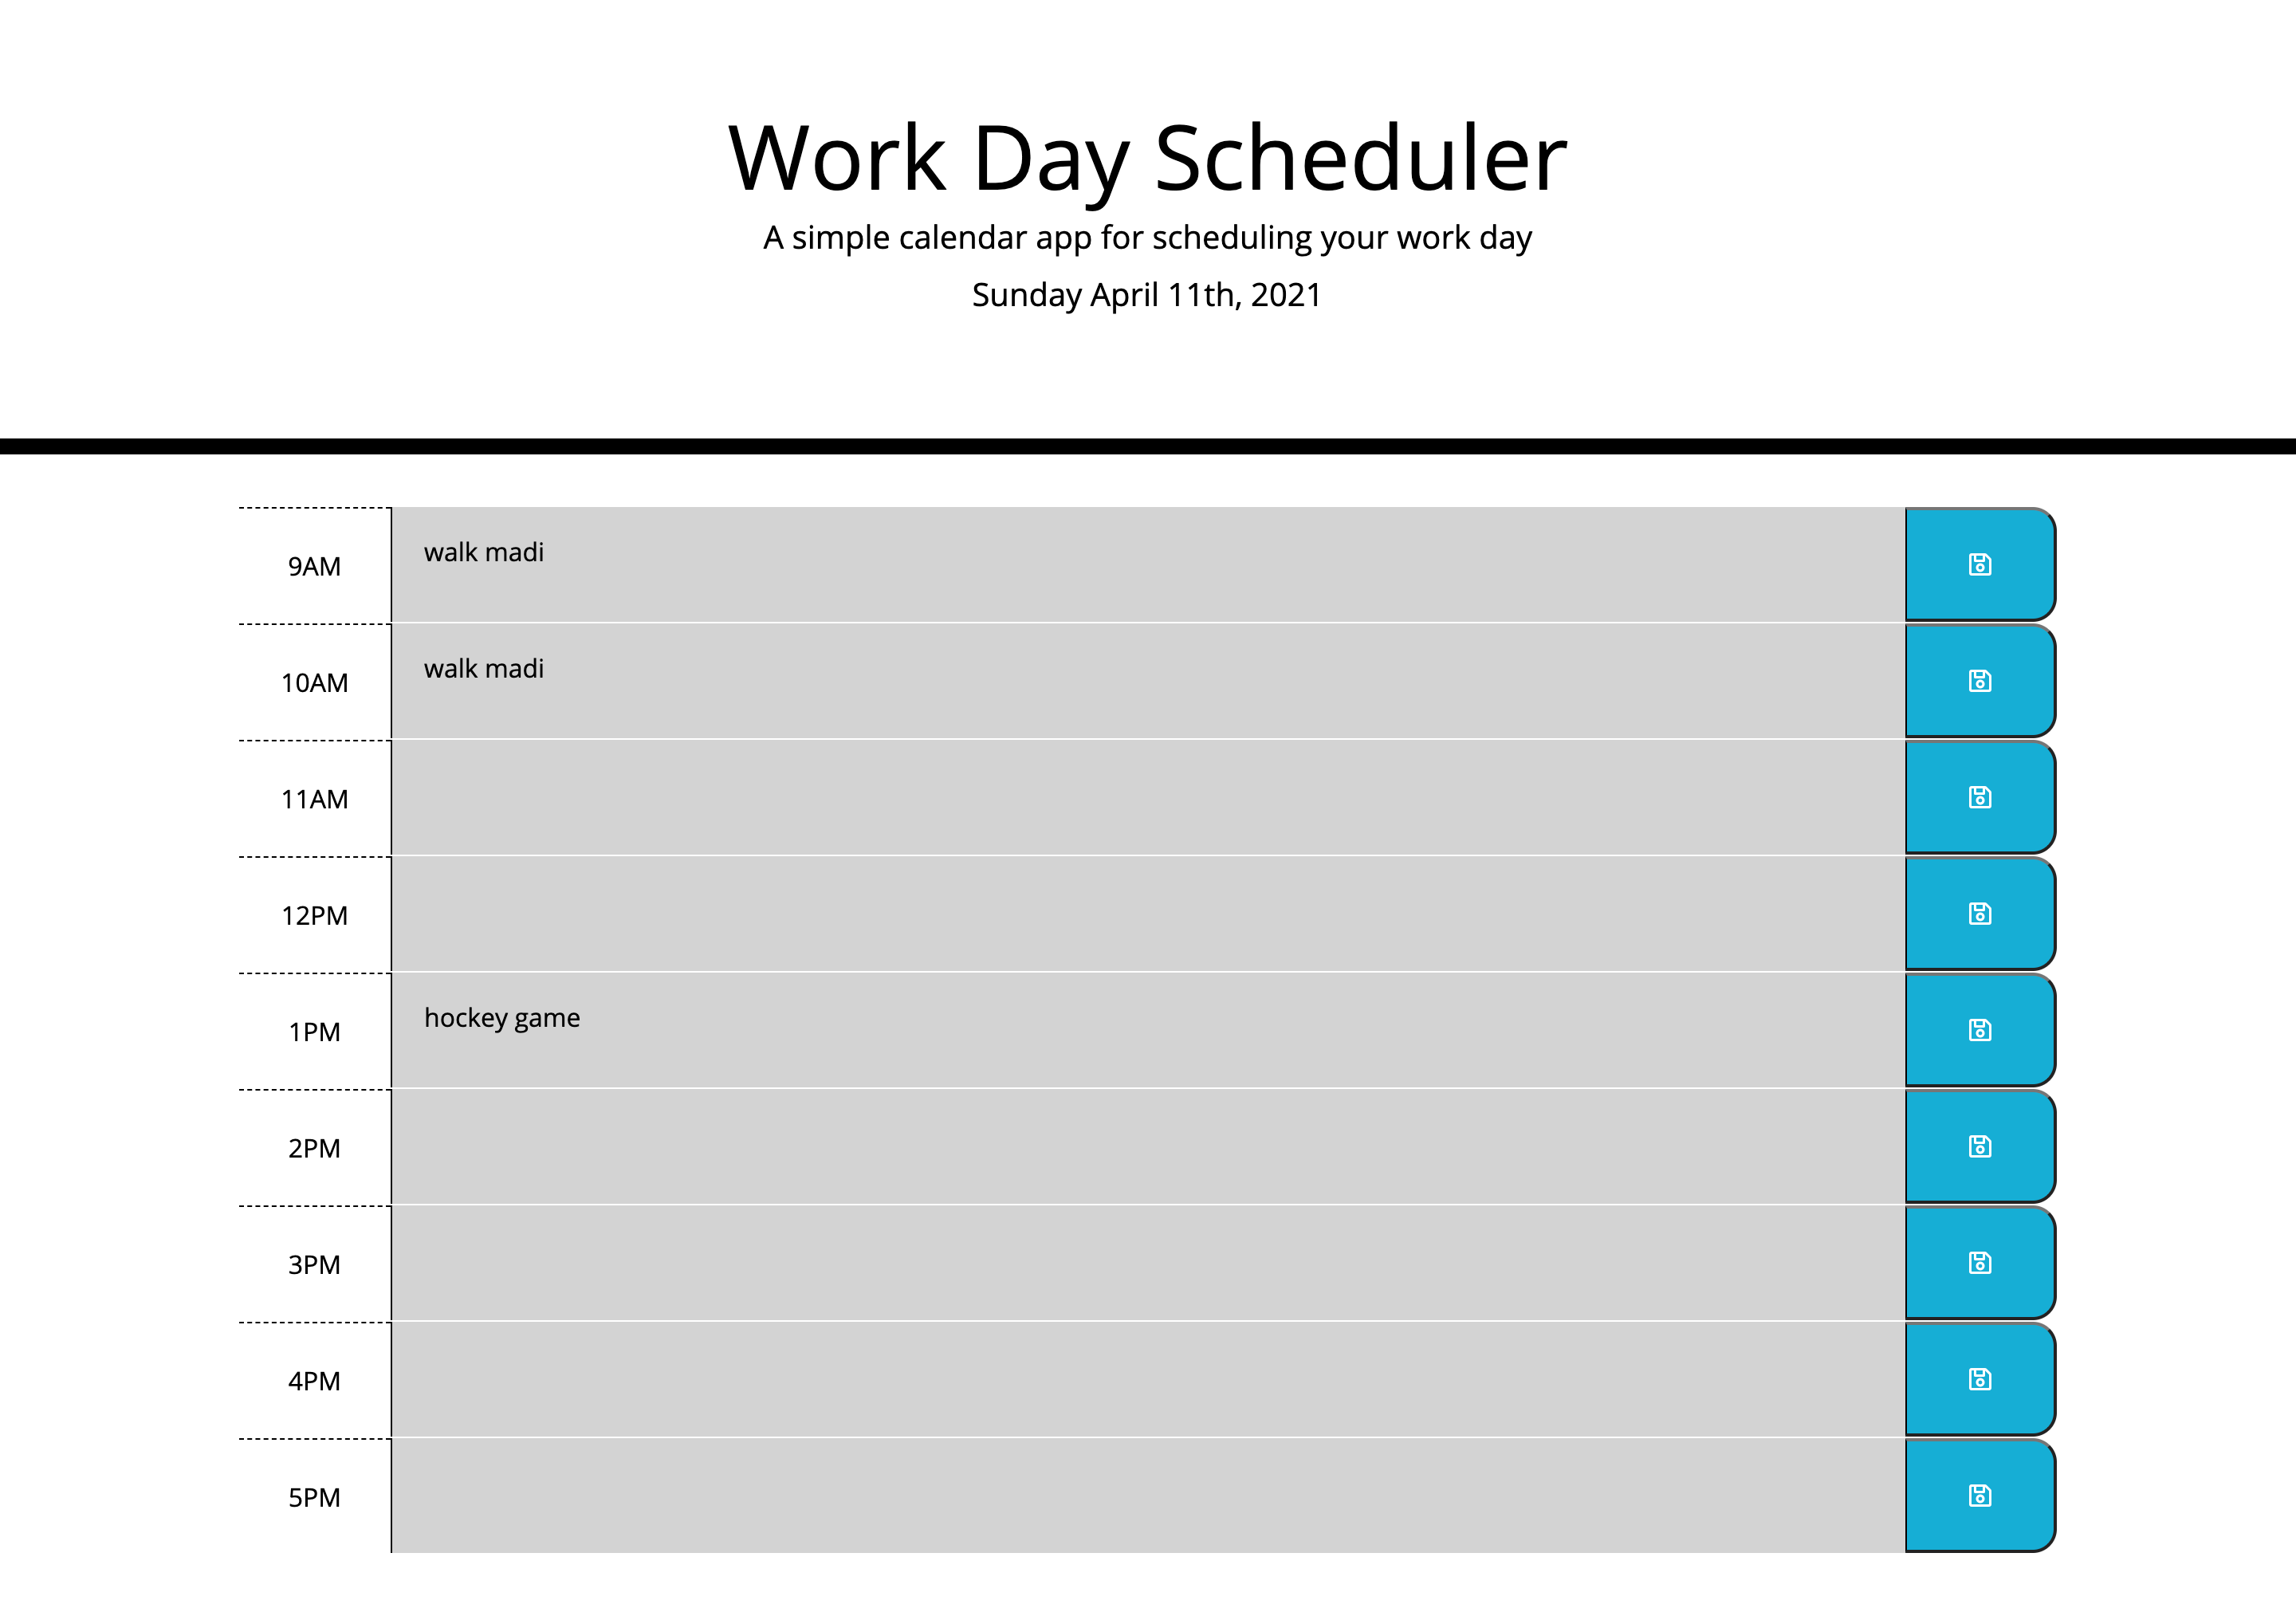 Work Day Scheduler
A simple calendar app for scheduling your work day
Sunday April 11th, 2021
9AM walk madi
10AM walk madi
11AM
12PM
1PM hockey game
2PM
3PM
4PM
5PM